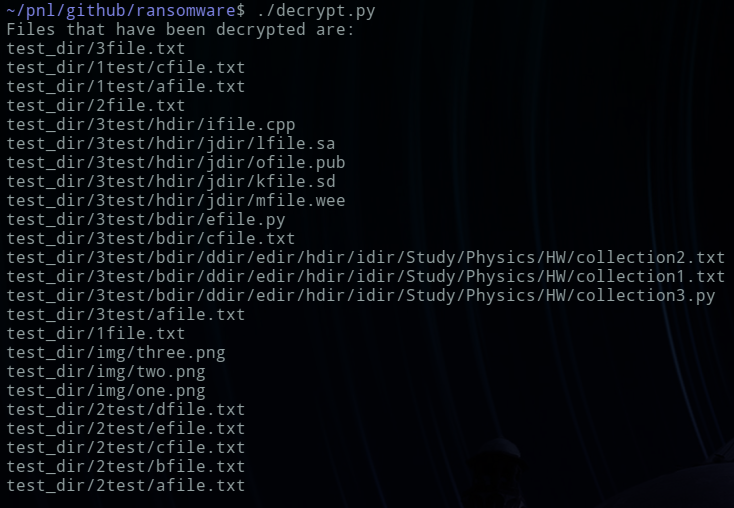 ~/pnl/github/ransomware$ ./decrypt.py
Files that have been decrypted are:
test_dir/3file.txt
test_dir/1test/cfile.txt
test_dir/1test/afile.txt
test_dir/2file.txt
test_dir/3test/hdir/ifile.cpp
test_dir/3test/hdir/jdir/lfile.sa
test_dir/3test/hdir/jdir/ofile.pub
test_dir/3test/hdir/jdir/kfile.sd
test_dir/3test/hdir/jdir/mfile.wee
test_dir/3test/bdir/efile.py
test_dir/3test/bdir/cfile.txt
test_dir/3test/bdir/ddir/edir/hdir/idir/Study/Physics/HW/collection2.txt
test_dir/3test/bdir/ddir/edir/hdir/idir/Study/Physics/HW/collection1.txt
test_dir/3test/bdir/ddir/edir/hdir/idir/Study/Physics/HW/collection3.py
test_dir/3test/afile.txt
test_dir/1file.txt
test_dir/img/three.png
test_dir/img/two.png
test_dir/img/one.png
test_dir/2test/dfile.txt
test_dir/2test/efile.txt
test_dir/2test/cfile.txt
test_dir/2test/bfile.txt
test_dir/2test/afile.txt